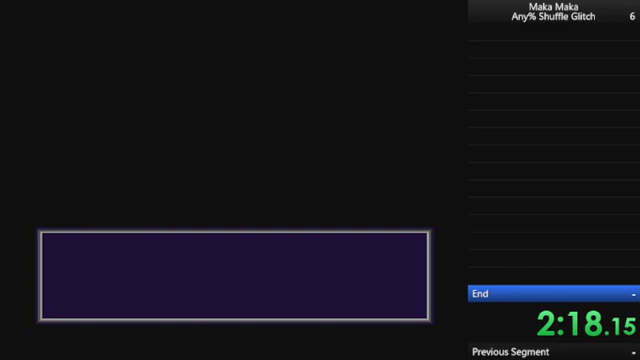 Maka Maka
Any% Shuffle Glitch 6
End -
2:18.15
Previous Segment -